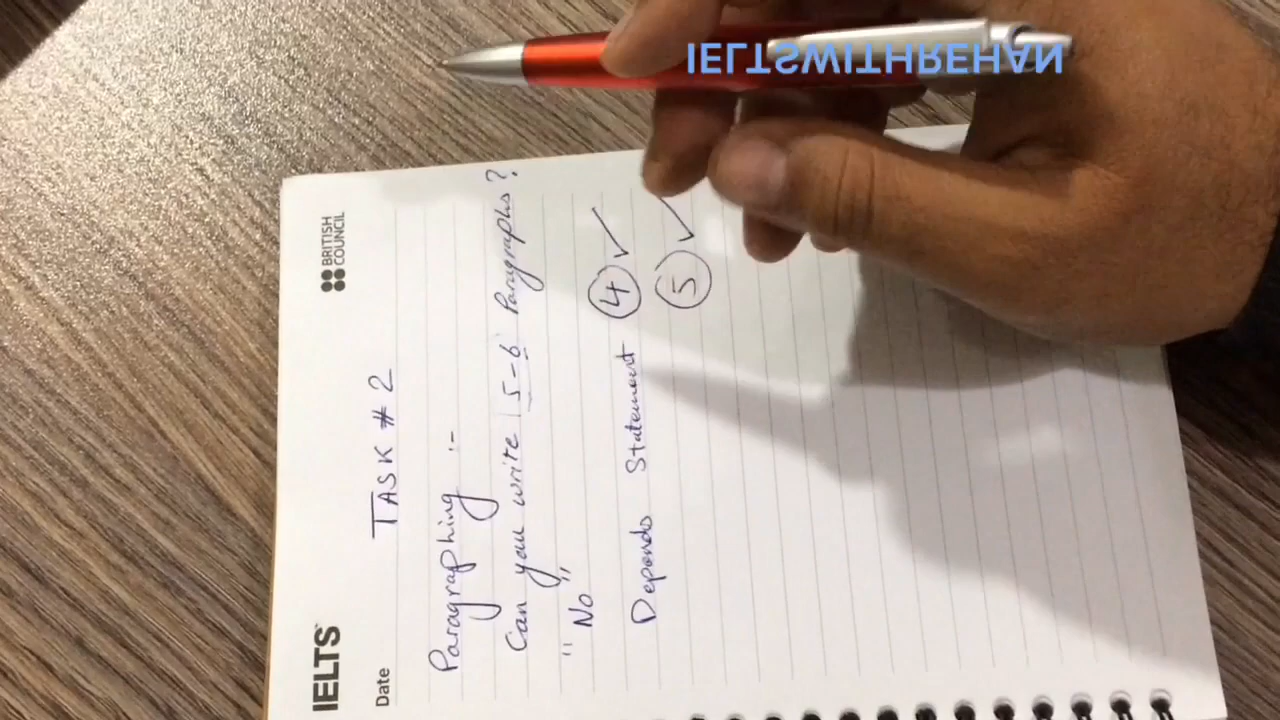 IELTSWITHREHAN
IELTS
BRITISH
COUNCIL
Date
TASK # 2
Paragraphing :-
Can you write 5-6 Paragraphs?
"No" 4 ✓
Depends Statement 5 ✓